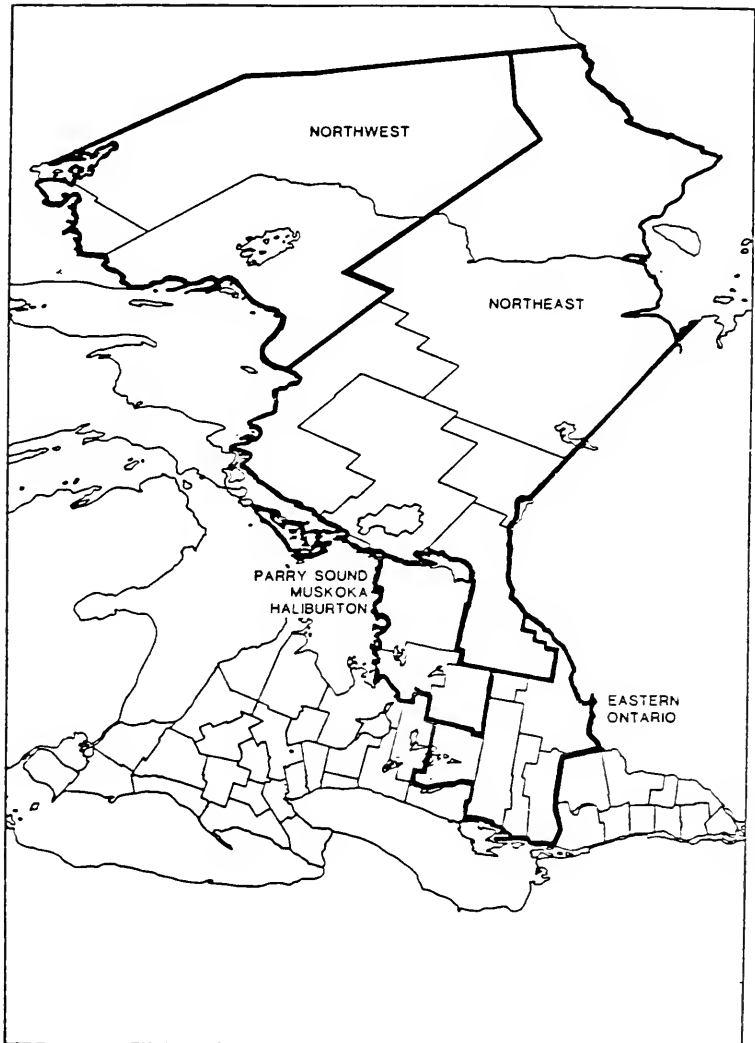 NORTHWEST
NORTHEAST
PARRY SOUND
MUSKOKA
HALIBURTON
EASTERN
ONTARIO